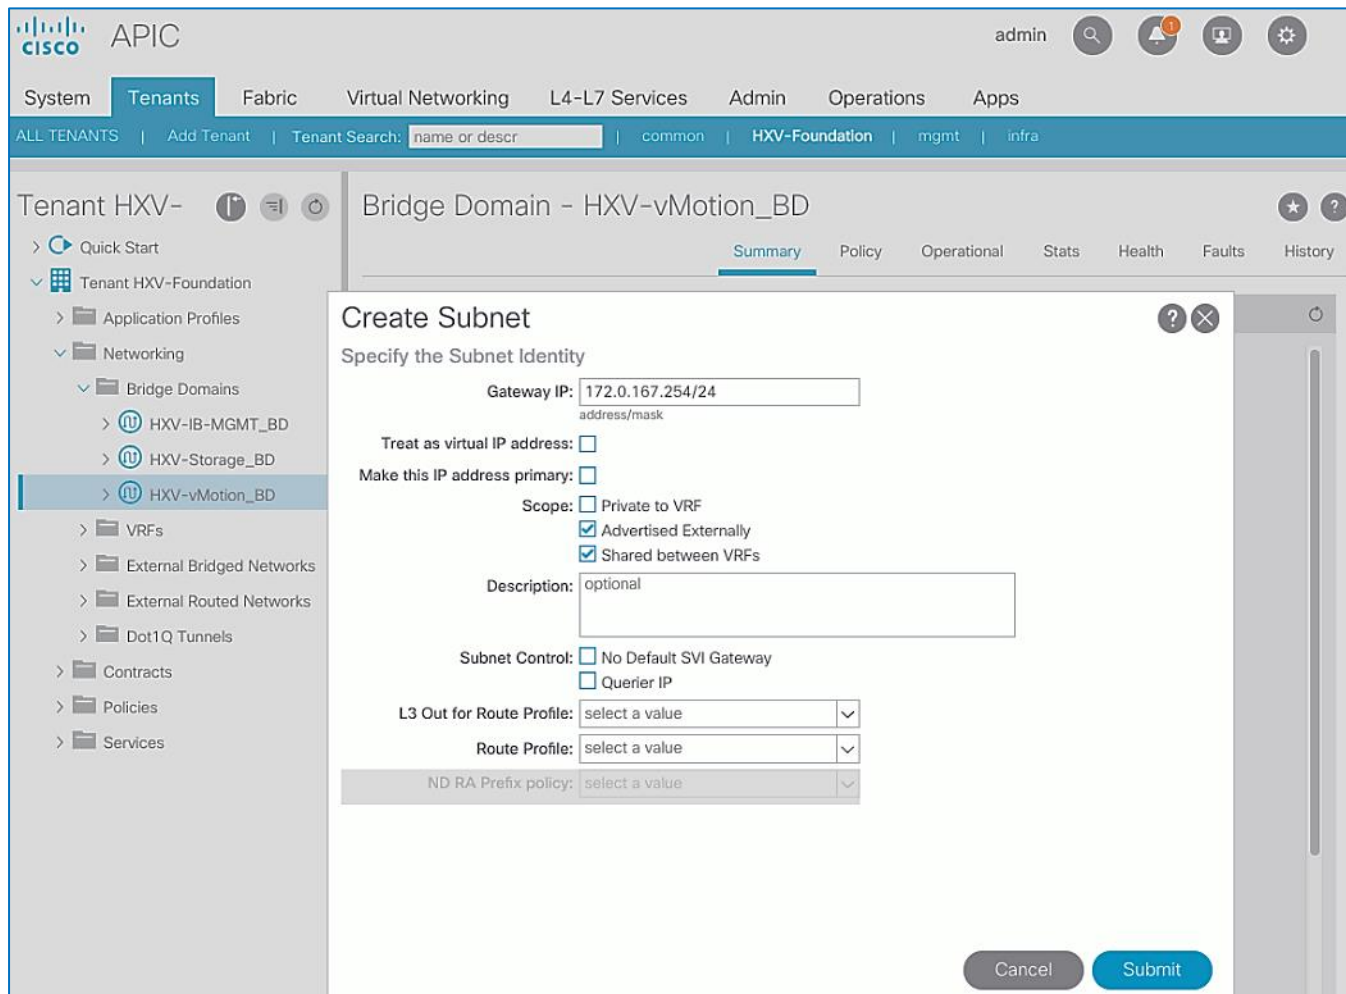 CISCO APIC admin 1
System Tenants Fabric Virtual Networking L4-L7 Services Admin Operations Apps
ALL TENANTS | Add Tenant | Tenant Search: name or descr | common | HXV-Foundation | mgmt | infra
Tenant HXV-
Quick Start
Tenant HXV-Foundation
Application Profiles
Networking
Bridge Domains
HXV-IB-MGMT_BD
HXV-Storage_BD
HXV-vMotion_BD
VRFs
External Bridged Networks
External Routed Networks
Dot1Q Tunnels
Contracts
Policies
Services
Bridge Domain - HXV-vMotion_BD
Summary Policy Operational Stats Health Faults History
Create Subnet
Specify the Subnet Identity
Gateway IP: 172.0.167.254/24
address/mask
Treat as virtual IP address:
Make this IP address primary:
Scope: Private to VRF
Advertised Externally
Shared between VRFs
Description: optional
Subnet Control: No Default SVI Gateway
Querier IP
L3 Out for Route Profile: select a value
Route Profile: select a value
ND RA Prefix policy: select a value
Cancel Submit